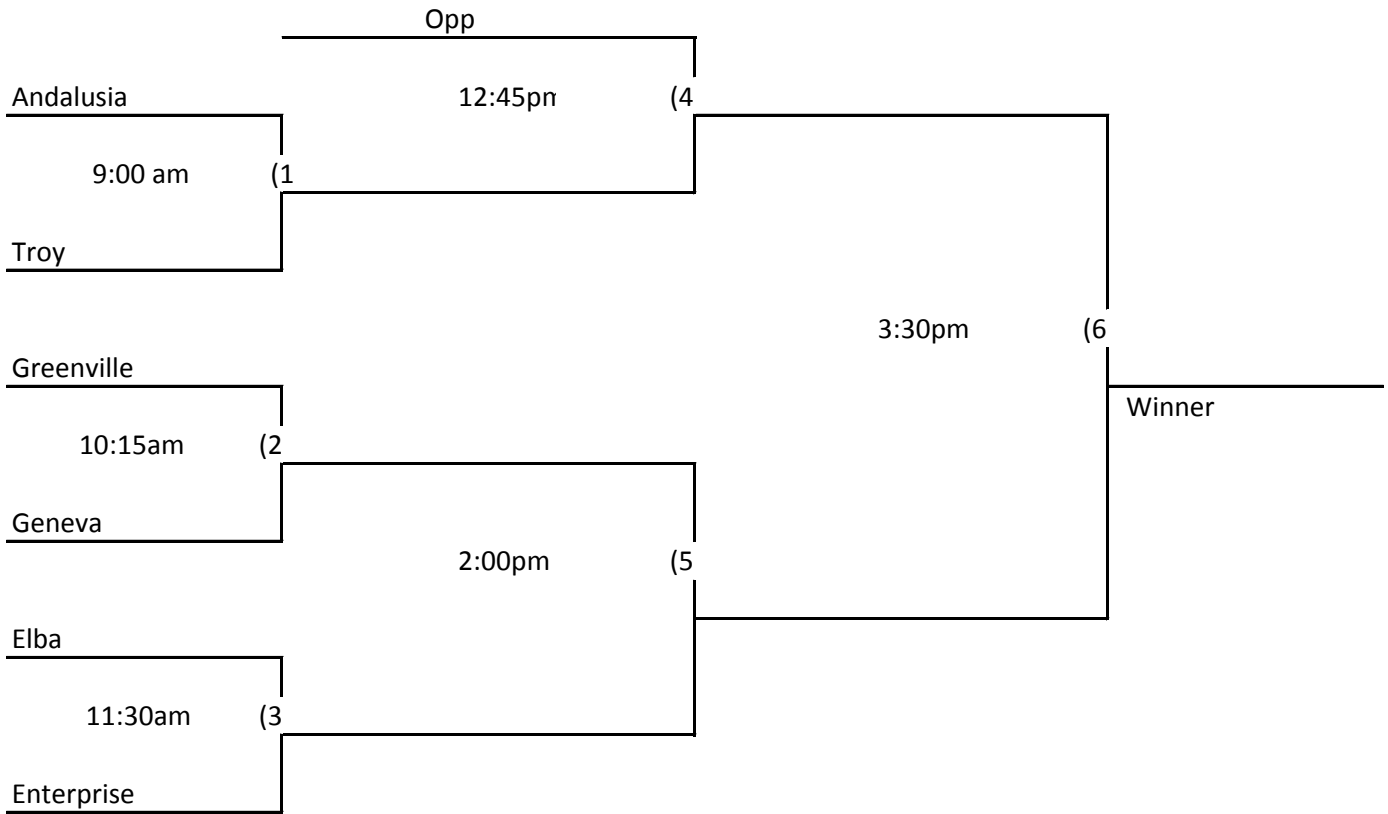 Opp
Andalusia
12:45pm (4
9:00 am (1
Troy
3:30pm (6
Greenville
Winner
10:15am (2
Geneva
2:00pm (5
Elba
11:30am (3
Enterprise